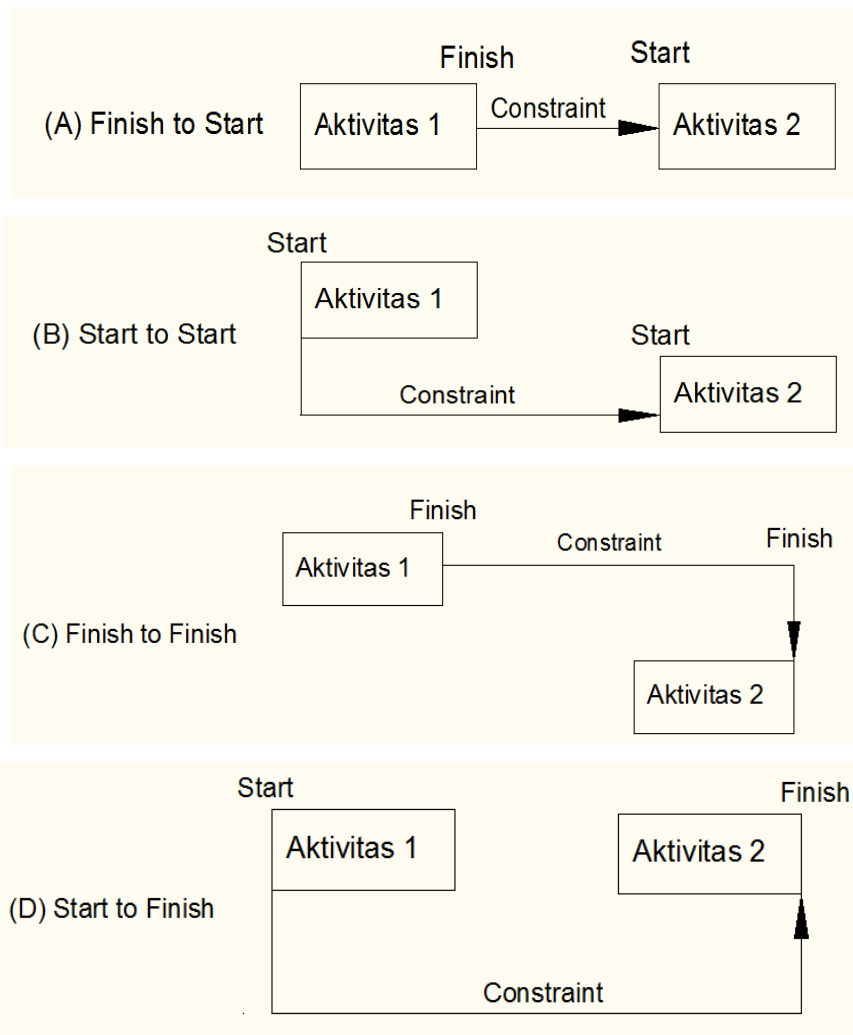 Finish Start
(A) Finish to Start Aktivitas 1 Constraint Aktivitas 2
Start
Aktivitas 1
(B) Start to Start Start
Constraint Aktivitas 2
Finish
Constraint Finish
Aktivitas 1
(C) Finish to Finish
Aktivitas 2
Start Finish
Aktivitas 1 Aktivitas 2
(D) Start to Finish
Constraint